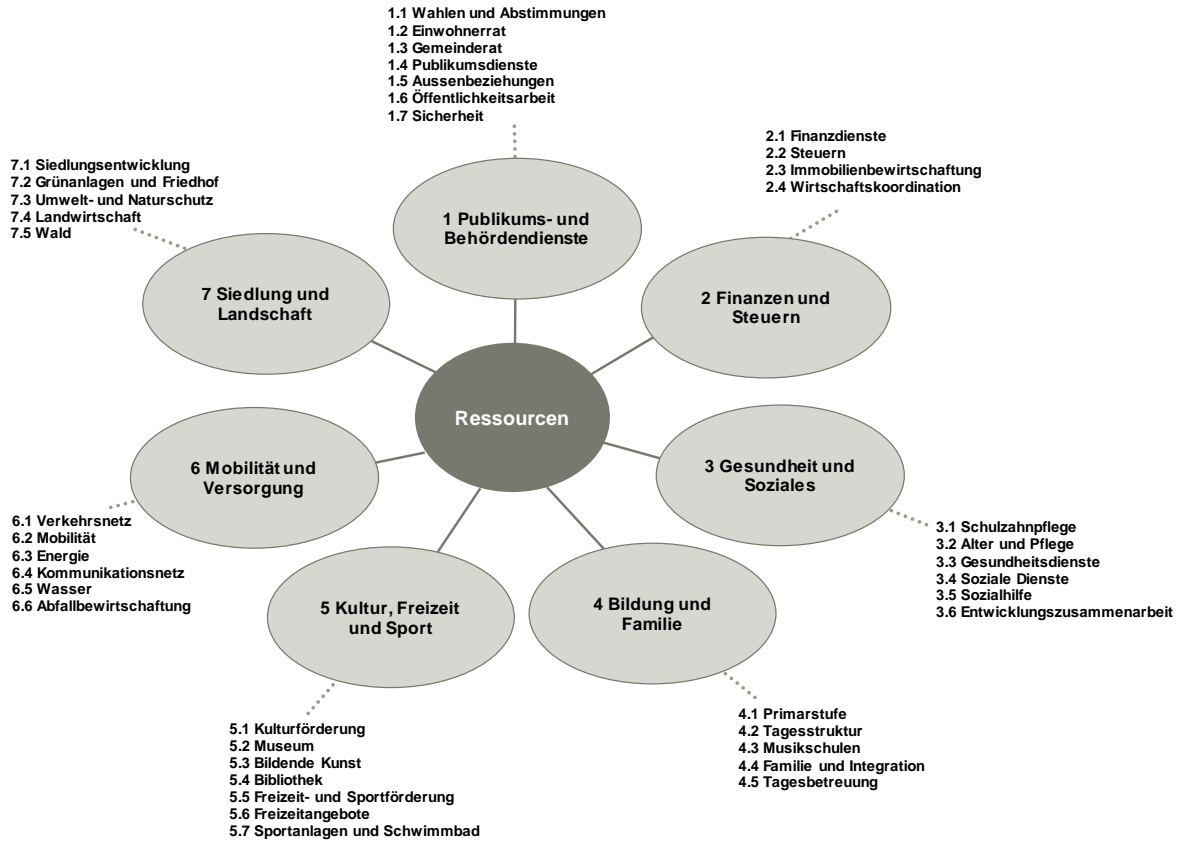 1.1 Wahlen und Abstimmungen
1.2 Einwohnerrat
1.3 Gemeinderat
1.4 Publikumsdienste
1.5 Aussenbeziehungen
1.6 Öffentlichkeitsarbeit
1.7 Sicherheit
2.1 Finanzdienste
2.2 Steuern
2.3 Immobilienbewirtschaftung
2.4 Wirtschaftskoordination
7.1 Siedlungsentwicklung
7.2 Grünanlagen und Friedhof
7.3 Umwelt- und Naturschutz
7.4 Landwirtschaft
7.5 Wald
1 Publikums- und
Behördendienste
7 Siedlung und
Landschaft
2 Finanzen und
Steuern
Ressourcen
6 Mobilität und
Versorgung
3 Gesundheit und
Soziales
6.1 Verkehrsnetz
6.2 Mobilität
6.3 Energie
6.4 Kommunikationsnetz
6.5 Wasser
6.6 Abfallbewirtschaftung
3.1 Schulzahnpflege
3.2 Alter und Pflege
3.3 Gesundheitsdienste
3.4 Soziale Dienste
3.5 Sozialhilfe
3.6 Entwicklungszusammenarbeit
5 Kultur, Freizeit
und Sport
4 Bildung und
Familie
5.1 Kulturförderung
5.2 Museum
5.3 Bildende Kunst
5.4 Bibliothek
5.5 Freizeit- und Sportförderung
5.6 Freizeitangebote
5.7 Sportanlagen und Schwimmbad
4.1 Primarstufe
4.2 Tagesstruktur
4.3 Musikschulen
4.4 Familie und Integration
4.5 Tagesbetreuung